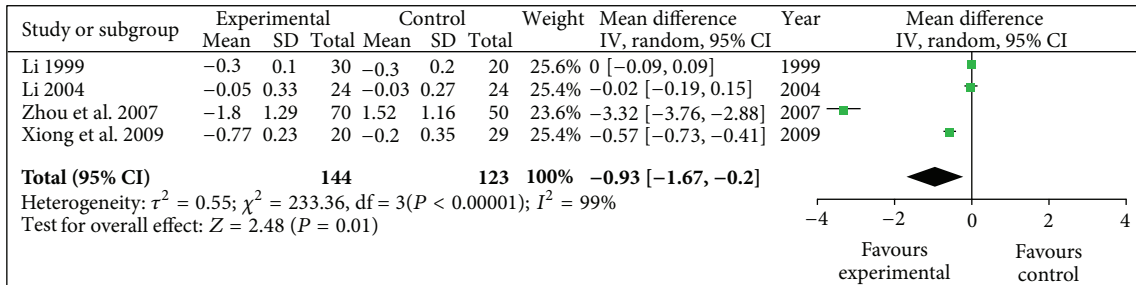 Study or subgroup Experimental Control Weight Mean difference Year Mean difference
Mean SD Total Mean SD Total IV, random, 95% CI IV, random, 95% CI
Li 1999 −0.3 0.1 30 −0.3 0.2 20 25.6% 0 [−0.09, 0.09] 1999
Li 2004 −0.05 0.33 24 −0.03 0.27 24 25.4% −0.02 [−0.19, 0.15] 2004
Zhou et al. 2007 −1.8 1.29 70 1.52 1.16 50 23.6% −3.32 [−3.76, −2.88] 2007
Xiong et al. 2009 −0.77 0.23 20 −0.2 0.35 29 25.4% −0.57 [−0.73, −0.41] 2009
Total (95% CI) 144 123 100% −0.93 [−1.67, −0.2]
Heterogeneity: τ² = 0.55; χ² = 233.36, df = 3(P < 0.00001); I² = 99%
Test for overall effect: Z = 2.48 (P = 0.01)
−4 −2 0 2 4
Favours experimental
Favours control